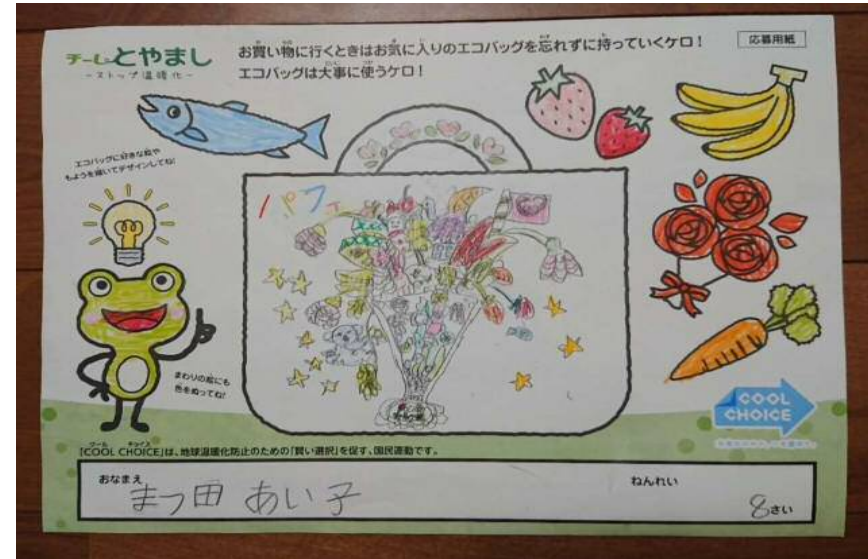 チームとやまし
－ストップ温暖化－
お買い物に行くときはお気に入りのエコバッグを忘れずに持っていくケロ！
エコバッグは大事に使うケロ！
応募用紙
エコバッグに好きな絵や
もようを描いてデザインしてね!
パフェ
まわりの絵にも
色をぬってね!
COOL
CHOICE
クール チョイス
「COOL CHOICE」は、地球温暖化防止のための「賢い選択」を促す、国民運動です。
おなまえ
まつ田 あい子
ねんれい
8さい